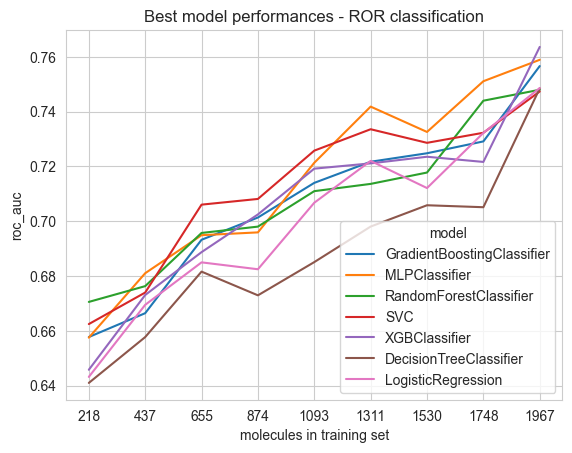 Best model performances - ROR classification
roc_auc
0.76
0.74
0.72
0.70
0.68
0.66
0.64
model
GradientBoostingClassifier
MLPClassifier
RandomForestClassifier
SVC
XGBClassifier
DecisionTreeClassifier
LogisticRegression
218 437 655 874 1093 1311 1530 1748 1967
molecules in training set